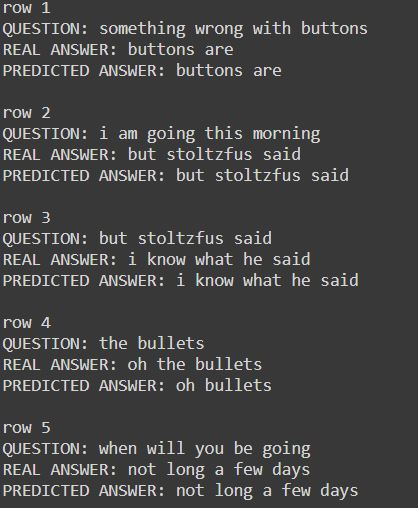 row 1
QUESTION: something wrong with buttons
REAL ANSWER: buttons are
PREDICTED ANSWER: buttons are
row 2
QUESTION: i am going this morning
REAL ANSWER: but stoltzfus said
PREDICTED ANSWER: but stoltzfus said
row 3
QUESTION: but stoltzfus said
REAL ANSWER: i know what he said
PREDICTED ANSWER: i know what he said
row 4
QUESTION: the bullets
REAL ANSWER: oh the bullets
PREDICTED ANSWER: oh bullets
row 5
QUESTION: when will you be going
REAL ANSWER: not long a few days
PREDICTED ANSWER: not long a few days